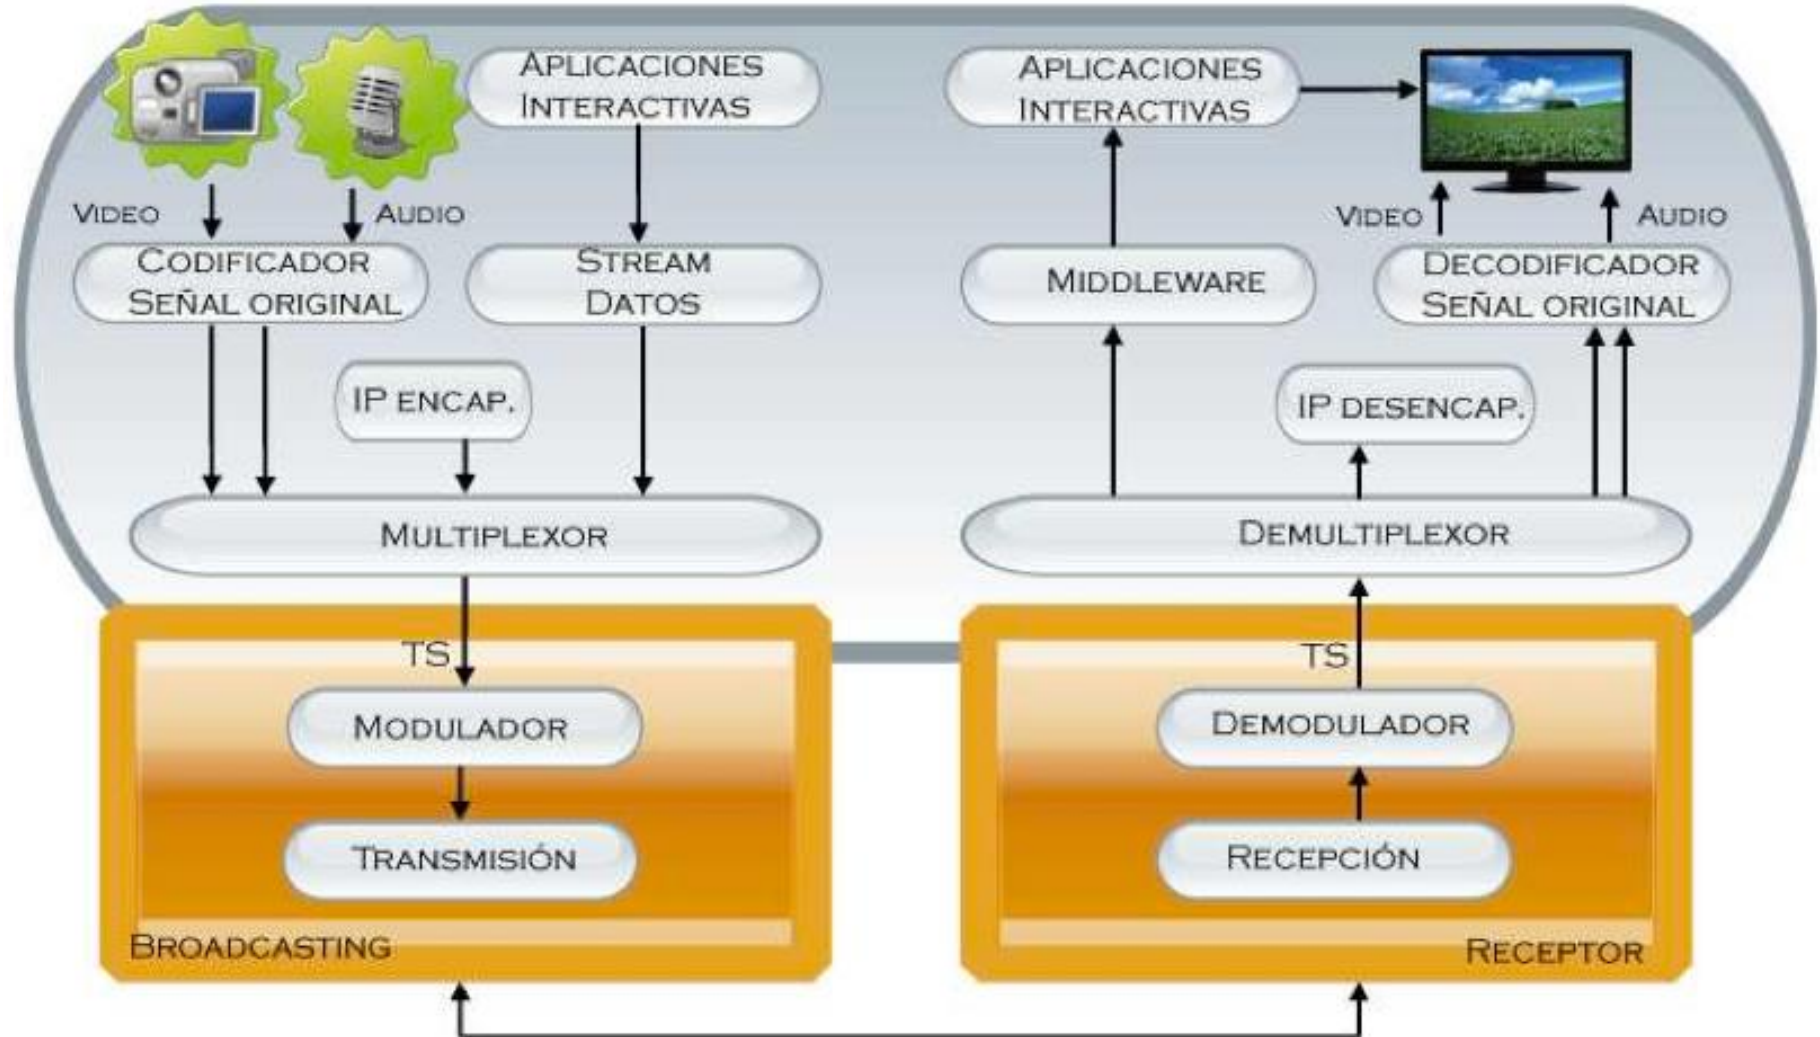 APLICACIONES
INTERACTIVAS
VIDEO
AUDIO
CODIFICADOR
SEÑAL ORIGINAL
STREAM
DATOS
IP ENCAP.
MULTIPLEXOR
TS
MODULADOR
TRANSMISIÓN
BROADCASTING
APLICACIONES
INTERACTIVAS
VIDEO
AUDIO
MIDDLEWARE
DECODIFICADOR
SEÑAL ORIGINAL
IP DESENCAP.
DEMULTIPLEXOR
TS
DEMODULADOR
RECEPCIÓN
RECEPTOR